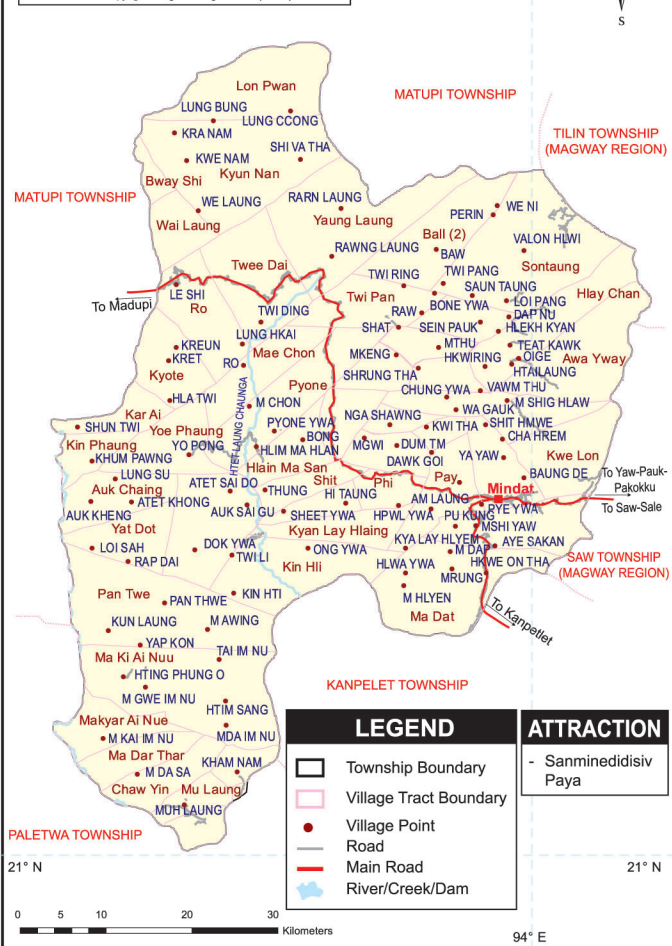 S
Lon Pwan
MATUPI TOWNSHIP
LUNG BUNG
LUNG CCONG
KRA NAM
TILIN TOWNSHIP
(MAGWAY REGION)
SHI VA THA
KWE NAM
Kyun Nan
Bway Shi
MATUPI TOWNSHIP
WE LAUNG
RARN LAUNG
WE NI
PERIN
Wai Laung
Yaung Laung
Ball (2)
VALON HLWI
RAWNG LAUNG
BAW
Twee Dai
Sontaung
TWI RING
TWI PANG
SAUN TAUNG
To Madupi
LE SHI
Ro
Twi Pan
BONE YWA
LOI PANG
Hlay Chan
TWI DING
RAW
DAP NU
SHAT
SEIN PAUK
HLEKH KYAN
LUNG HKAI
KREUN
Mae Chon
MTHU
TEAT KAWK
KRET
RO
MKENG
HKWIRING
OIGE
Awa Yway
Kyote
SHRUNG THA
HTAILAUNG
Pyone
CHUNG YWA
VAWM THU
HLA TWI
M CHON
M SHIG HLAW
Kar Ai
HTET LAUNG CHAUNGA
NGA SHAWNG
WA GAUK
SHUN TWI
Yoe Phaung
PYONE YWA
KWI THA
SHIT HMWE
Kin Phaung
YO PONG
BONG
MGWI
DUM TM
CHA HREM
HLIM MA HLAN
KHUM PAWNG
DAWK GOI
YA YAW
Kwe Lon
LUNG SU
Hlain Ma San
BAUNG DE
To Yaw-Pauk-
Pakokku
Auk Chaing
ATET SAI DO
Shit
Phi
Pay
Mindat
THUNG
HI TAUNG
AM LAUNG
ATET KHONG
To Saw-Sale
AUK KHENG
AUK SAI GU
SHEET YWA
HPWL YWA
PU KUNG
PYE YWA
Yat Dot
Kyan Lay Hlaing
MSHI YAW
LOI SAH
DOK YWA
ONG YWA
KYA LAY HLYEM
AYE SAKAN
RAP DAI
TWI LI
Kin Hli
M DAP
HKWE ON THA
SAW TOWNSHIP
(MAGWAY REGION)
HLWA YWA
MRUNG
Pan Twe
KIN HTI
M HLYEN
PAN THWE
Ma Dat
To Kanpetlet
KUN LAUNG
M AWING
YAP KON
TAI IM NU
Ma Ki Ai Nuu
HTING PHUNG O
KANPELET TOWNSHIP
M GWE IM NU
HTIM SANG
Makyar Ai Nue
MDA IM NU
M KAI IM NU
Ma Dar Thar
KHAM NAM
M DA SA
Chaw Yin
Mu Laung
MUH LAUNG
PALETWA TOWNSHIP
LEGEND
Township Boundary
Village Tract Boundary
Village Point
Road
Main Road
River/Creek/Dam
ATTRACTION
- Sanminedidisiv
Paya
21° N
21° N
0 5 10 20 30
Kilometers
94° E